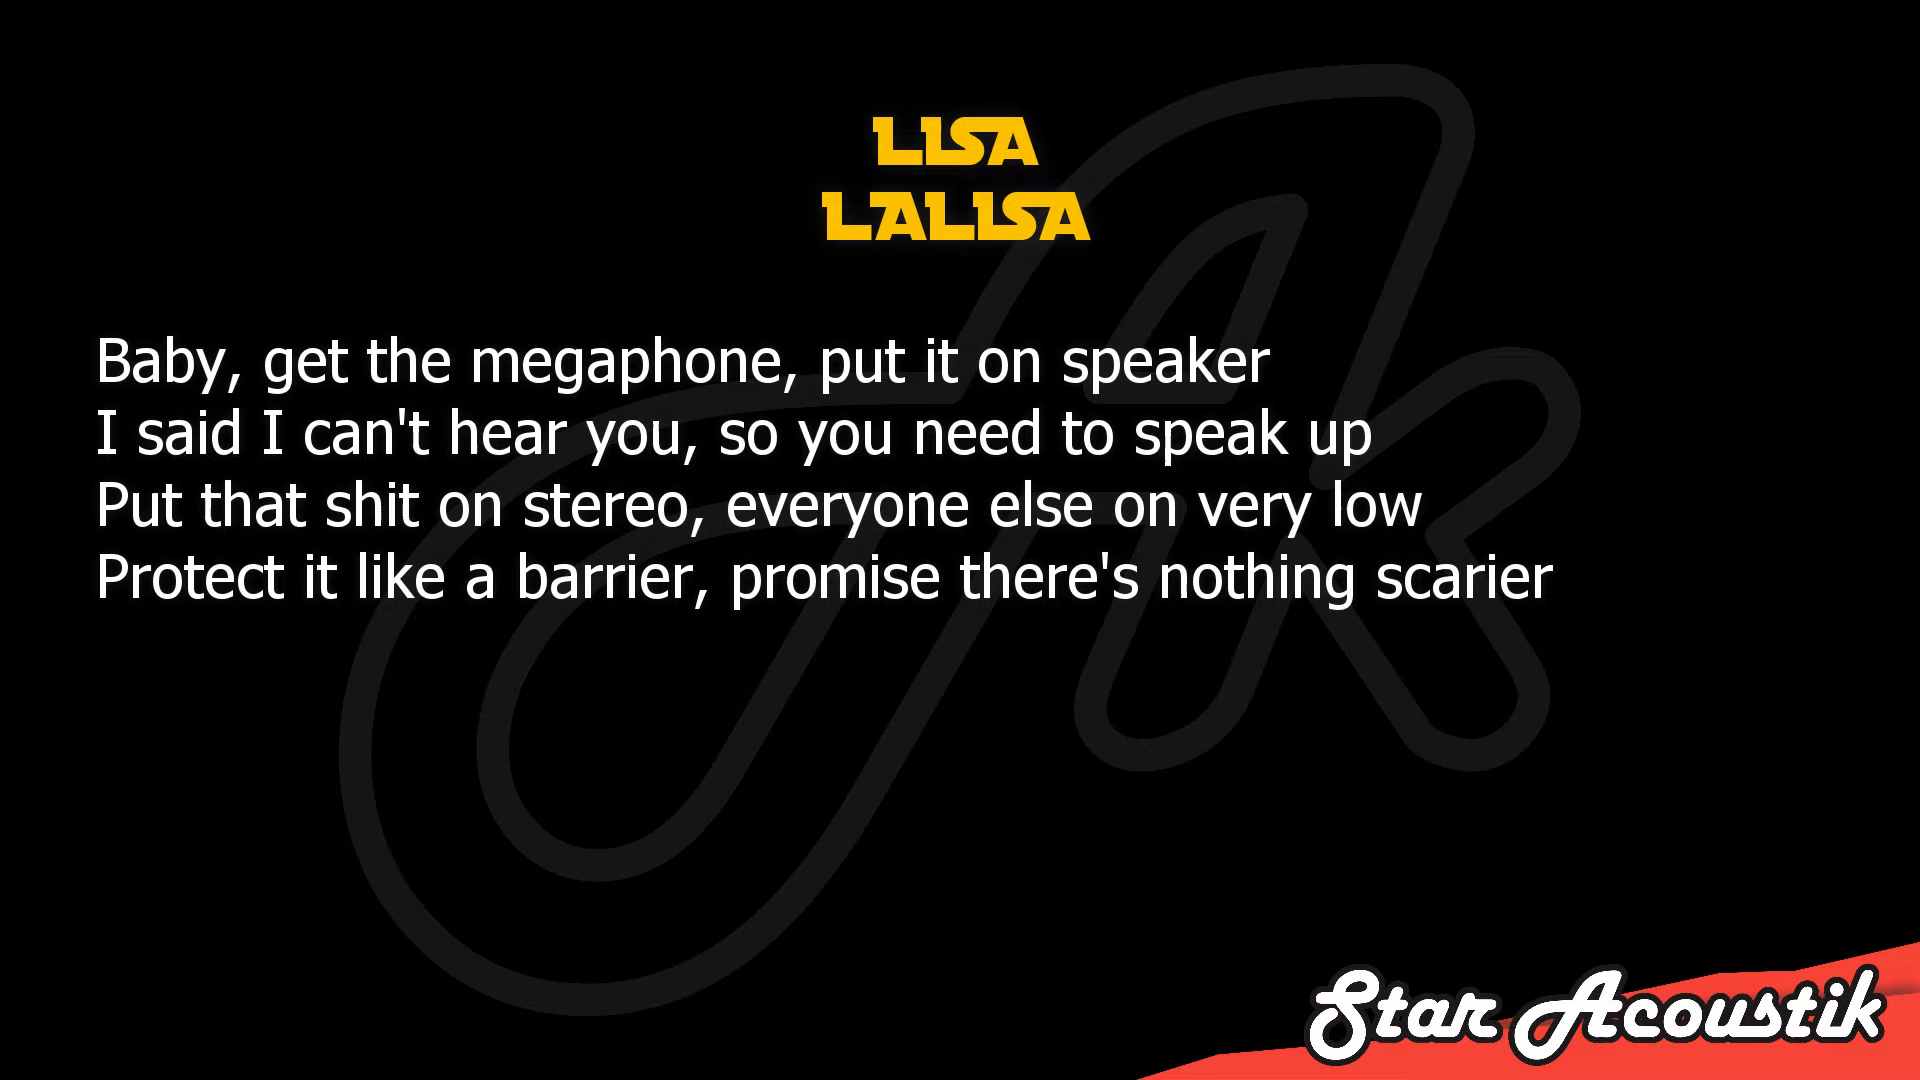 LISA
LALISA
Baby, get the megaphone, put it on speaker
I said I can't hear you, so you need to speak up
Put that shit on stereo, everyone else on very low
Protect it like a barrier, promise there's nothing scarier
Star Acoustik